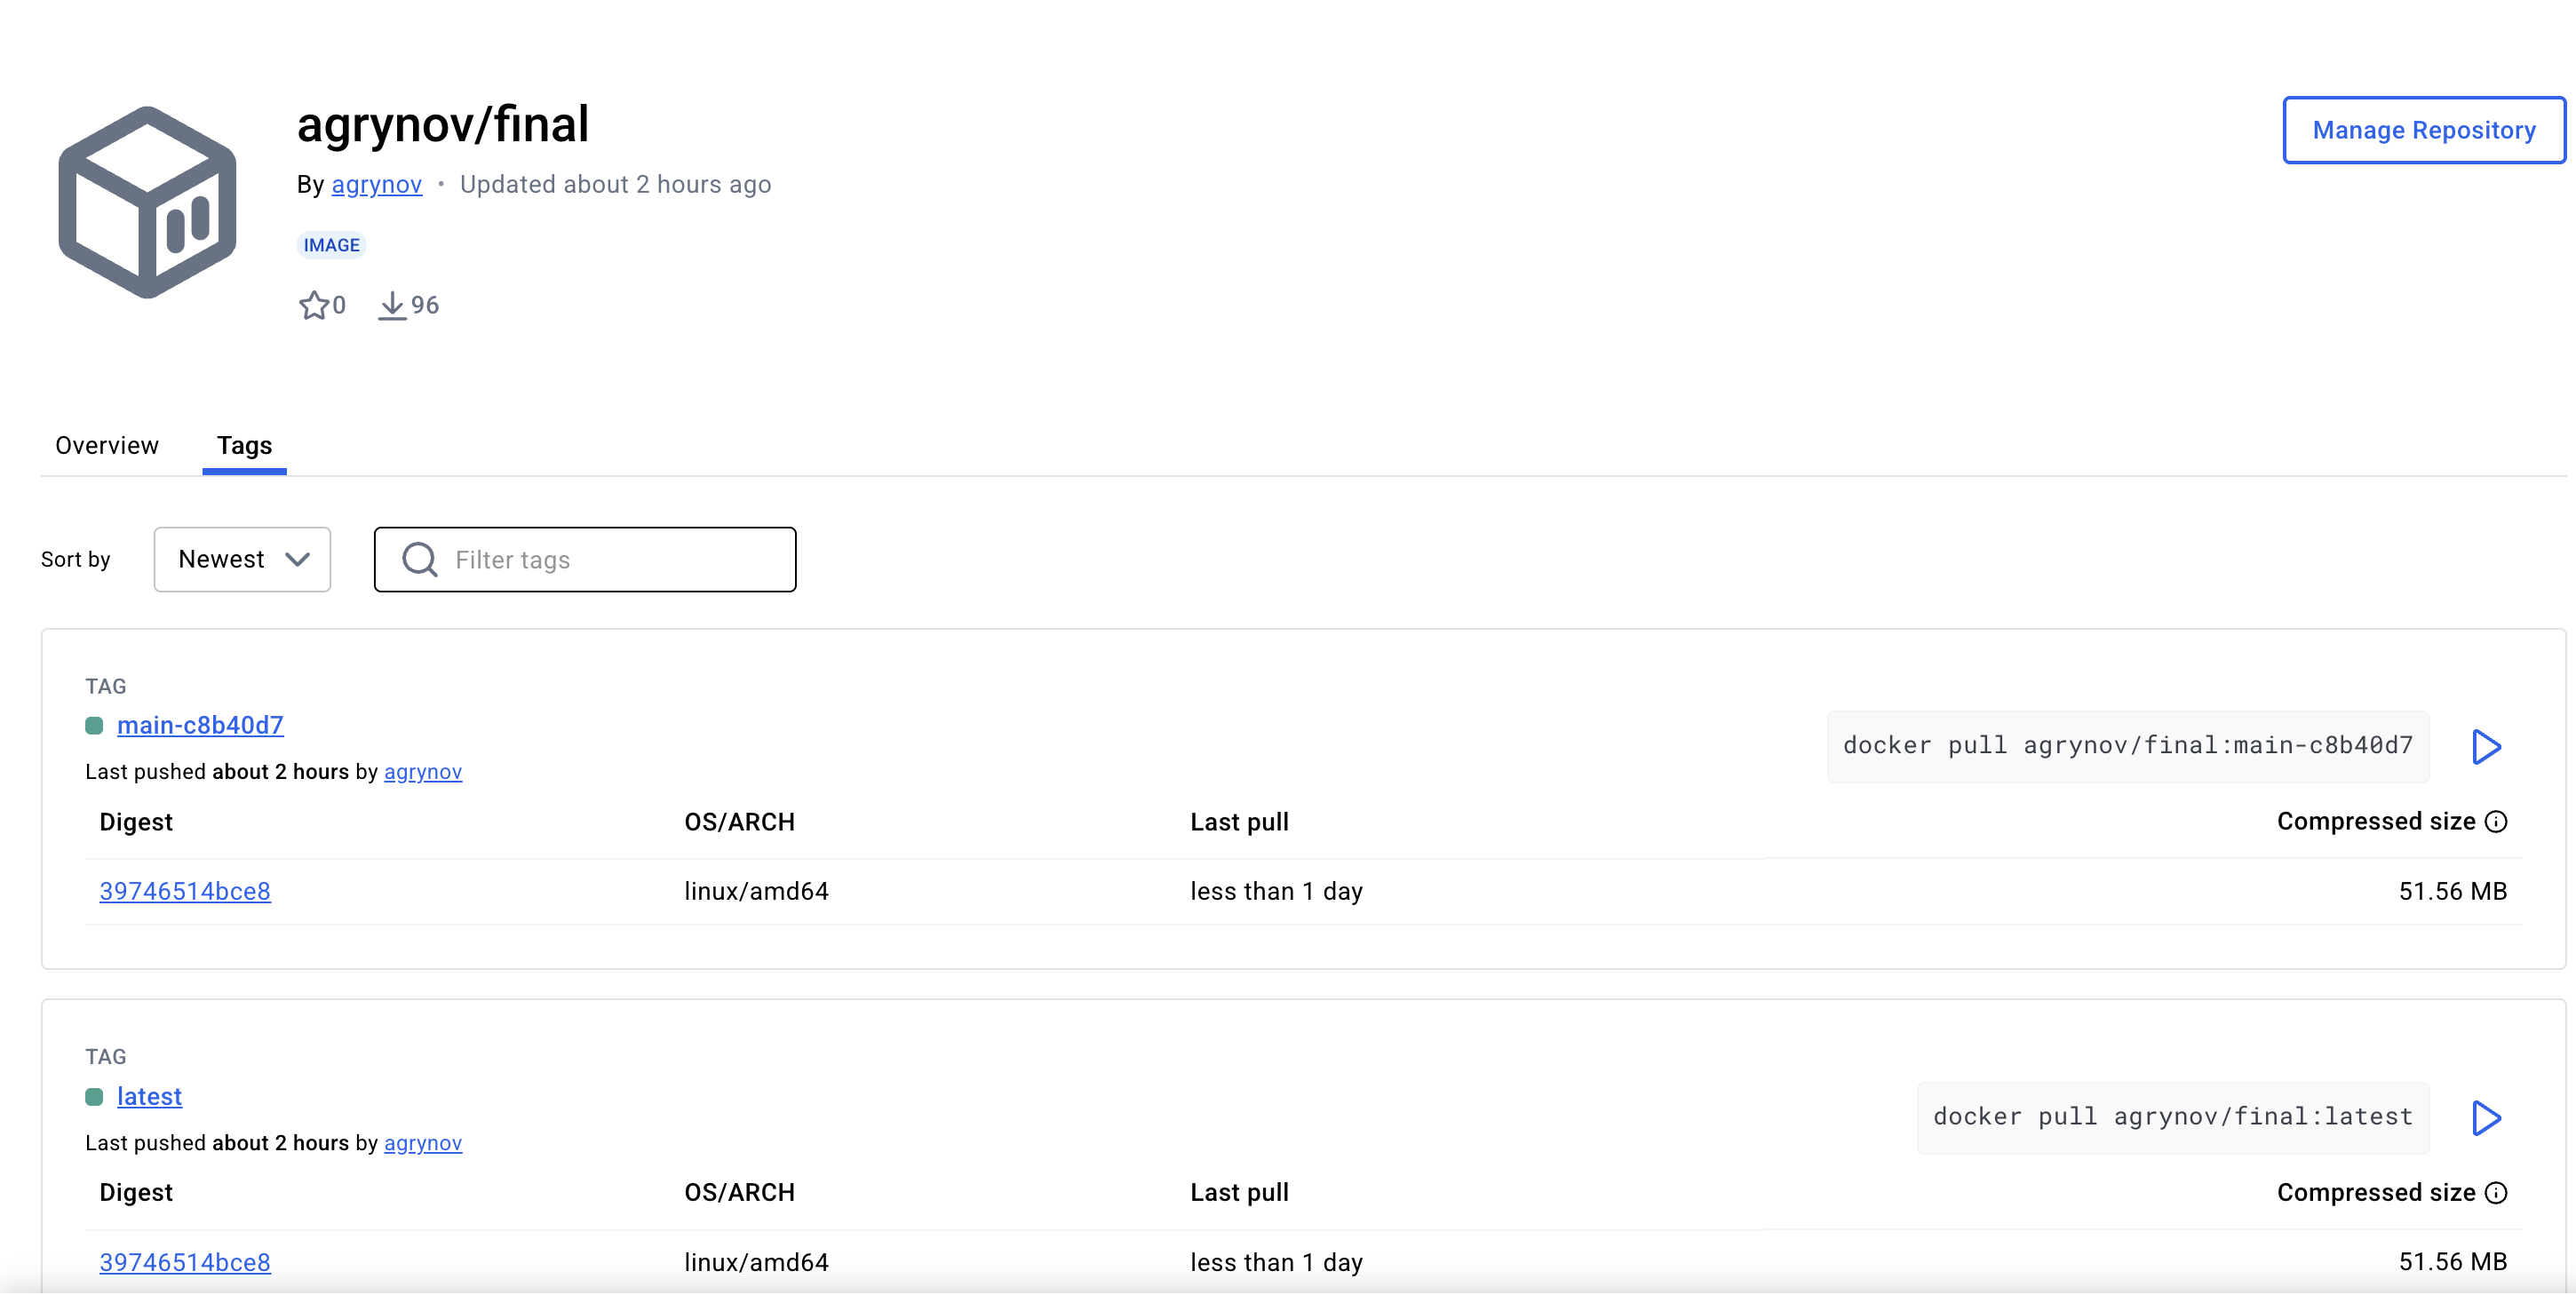 agrynov/final
Manage Repository
By agrynov • Updated about 2 hours ago
IMAGE
0 96
Overview Tags
Sort by Newest Filter tags
TAG
main-c8b40d7
docker pull agrynov/final:main-c8b40d7
Last pushed about 2 hours by agrynov
Digest OS/ARCH Last pull Compressed size
39746514bce8 linux/amd64 less than 1 day 51.56 MB
TAG
latest
docker pull agrynov/final:latest
Last pushed about 2 hours by agrynov
Digest OS/ARCH Last pull Compressed size
39746514bce8 linux/amd64 less than 1 day 51.56 MB